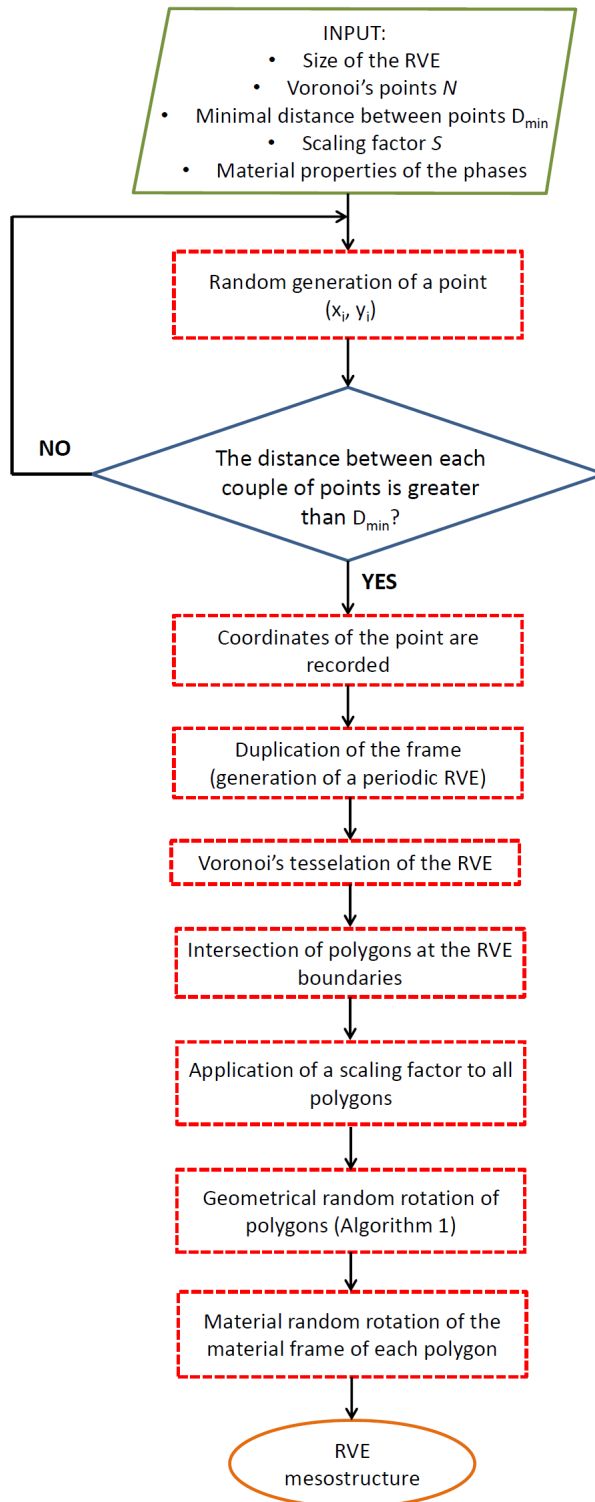 INPUT:
• Size of the RVE
• Voronoi's points N
• Minimal distance between points Dmin
• Scaling factor S
• Material properties of the phases
Random generation of a point
(xi, yi)
NO
The distance between each
couple of points is greater
than Dmin?
YES
Coordinates of the point are
recorded
Duplication of the frame
(generation of a periodic RVE)
Voronoi's tesselation of the RVE
Intersection of polygons at the RVE
boundaries
Application of a scaling factor to all
polygons
Geometrical random rotation of
polygons (Algorithm 1)
Material random rotation of the
material frame of each polygon
RVE
mesostructure